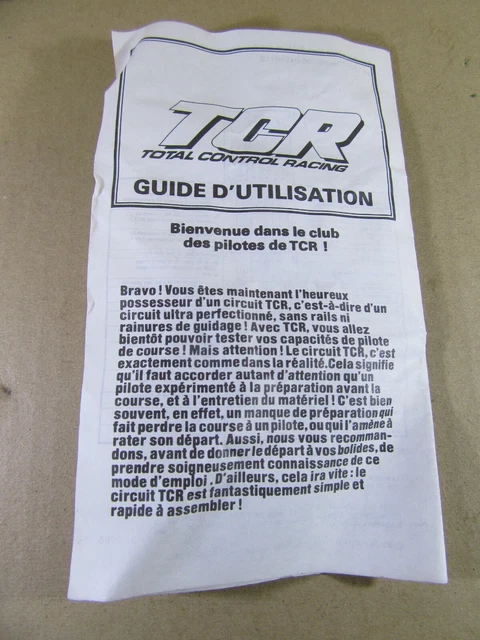 TCR
TOTAL CONTROL RACING
GUIDE D'UTILISATION
Bienvenue dans le club
des pilotes de TCR !
Bravo ! Vous êtes maintenant l'heureux
possesseur d'un circuit TCR, c'est-à-dire d'un
circuit ultra perfectionné, sans rails ni
rainures de guidage ! Avec TCR, vous allez
bientôt pouvoir tester vos capacités de pilote
de course ! Mais attention ! Le circuit TCR, c'est
exactement comme dans la réalité. Cela signifie
qu'il faut accorder autant d'attention qu'un
pilote expérimenté à la préparation avant la
course, et à l'entretien du matériel ! C'est bien
souvent, en effet, un manque de préparation qui
fait perdre la course à un pilote, ou qui l'amène à
rater son départ. Aussi, nous vous recomman-
dons, avant de donner le départ à vos bolides, de
prendre soigneusement connaissance de ce
mode d'emploi. D'ailleurs, cela ira vite : le
circuit TCR est fantastiquement simple et
rapide à assembler !